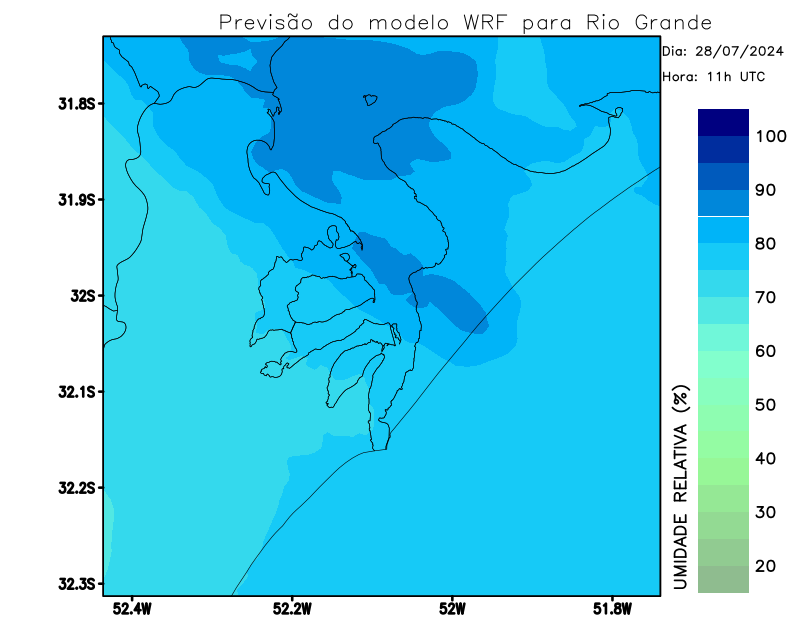 Previsão do modelo WRF para Rio Grande
Dia: 28/07/2024
Hora: 11h UTC
31.8S
31.9S
32S
32.1S
32.2S
32.3S
52.4W
52.2W
52W
51.8W
100
90
80
70
60
50
40
30
20
UMIDADE RELATIVA (%)